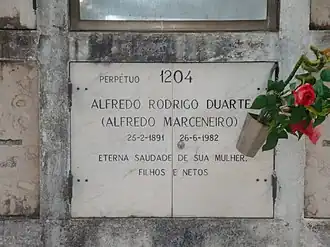 PERPÉTUO 1204
ALFREDO RODRIGO DUARTE
(ALFREDO MARCENEIRO)
25-2-1891 26-6-1982
ETERNA SAUDADE DE SUA MULHER,
FILHOS E NETOS